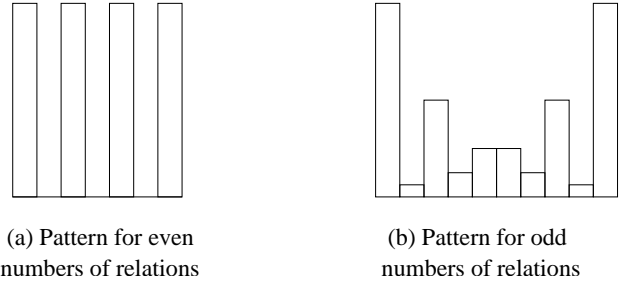 (a) Pattern for even
numbers of relations
(b) Pattern for odd
numbers of relations